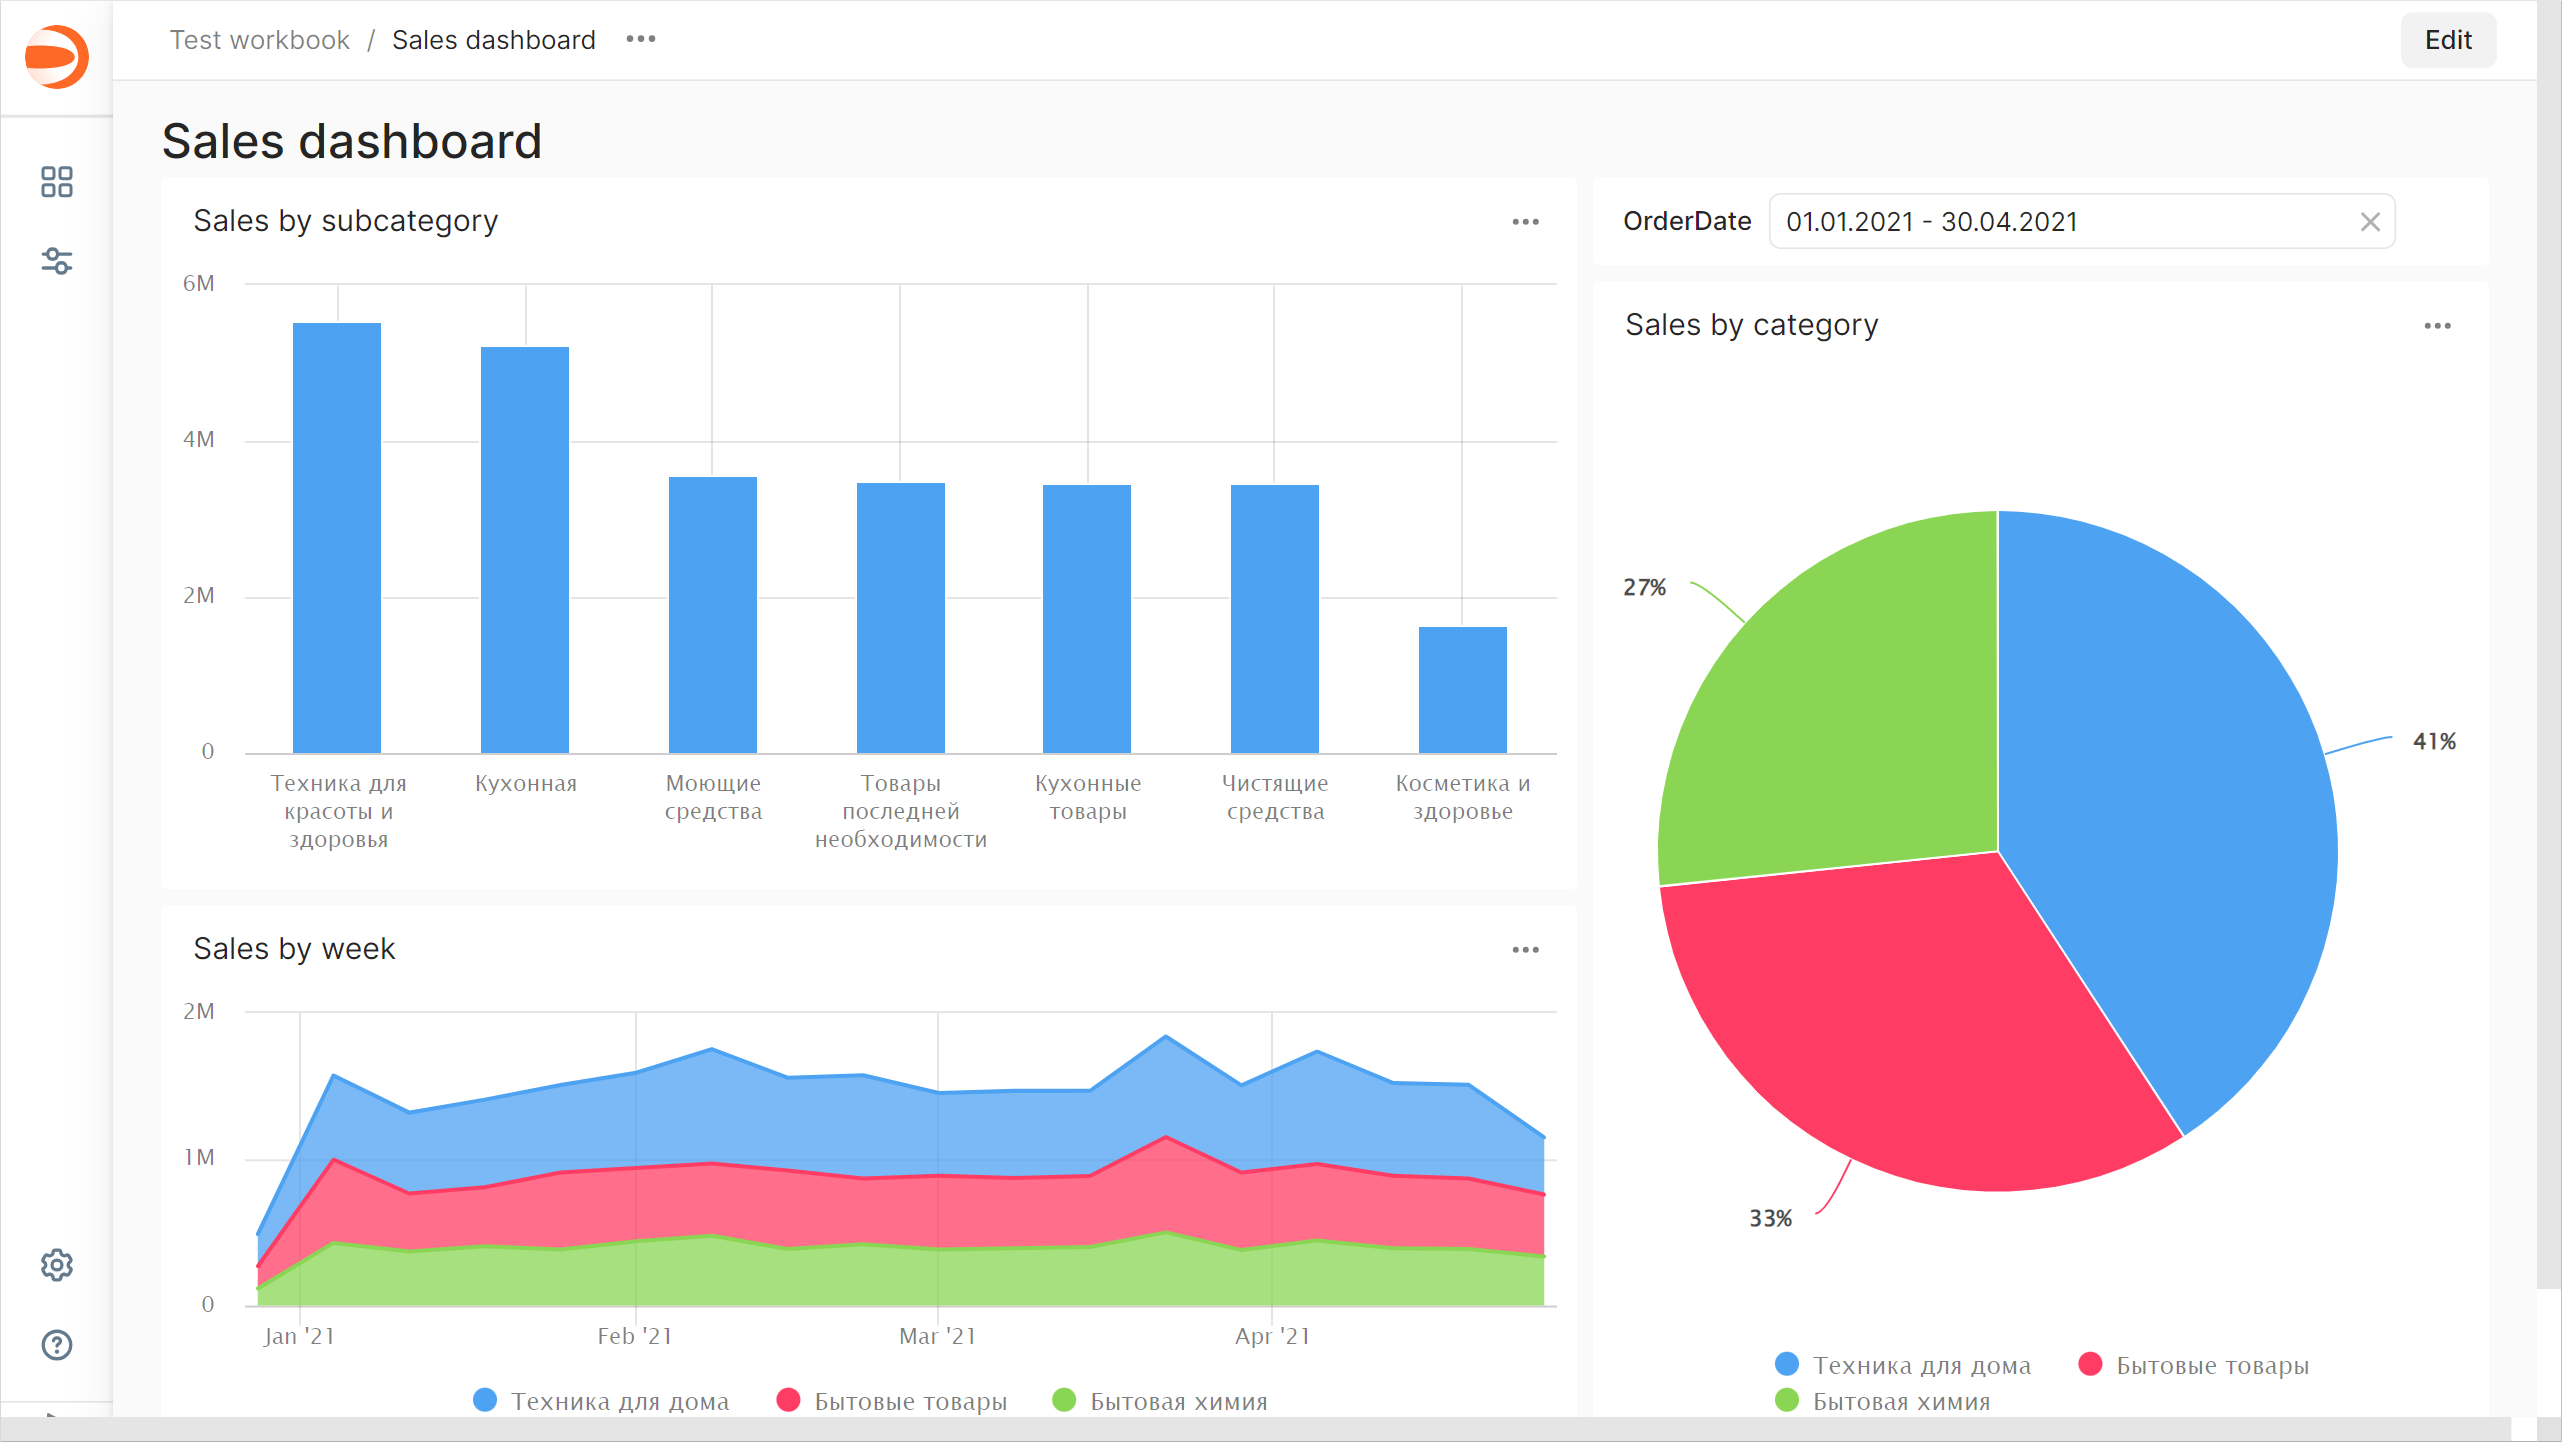 Test workbook / Sales dashboard
Edit
Sales dashboard
Sales by subcategory
6M
4M
2M
0
Техника для
красоты и
здоровья
Кухонная
Моющие
средства
Товары
последней
необходимости
Кухонные
товары
Чистящие
средства
Косметика и
здоровье
OrderDate 01.01.2021 - 30.04.2021
Sales by category
27%
41%
33%
Техника для дома Бытовые товары
Бытовая химия
Sales by week
2M
1M
0
Jan '21 Feb '21 Mar '21 Apr '21
Техника для дома Бытовые товары Бытовая химия